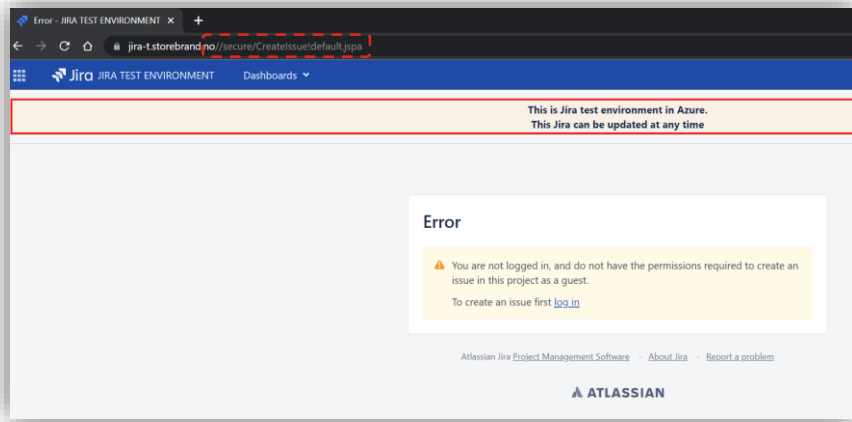 Error - JIRA TEST ENVIRONMENT
jira-t.storebrand.no//secure/CreateIssue!default.jspa
Jira JIRA TEST ENVIRONMENT Dashboards
This is Jira test environment in Azure.
This Jira can be updated at any time
Error
You are not logged in, and do not have the permissions required to create an
issue in this project as a guest.
To create an issue first log in
Atlassian Jira Project Management Software · About Jira · Report a problem
ATLASSIAN